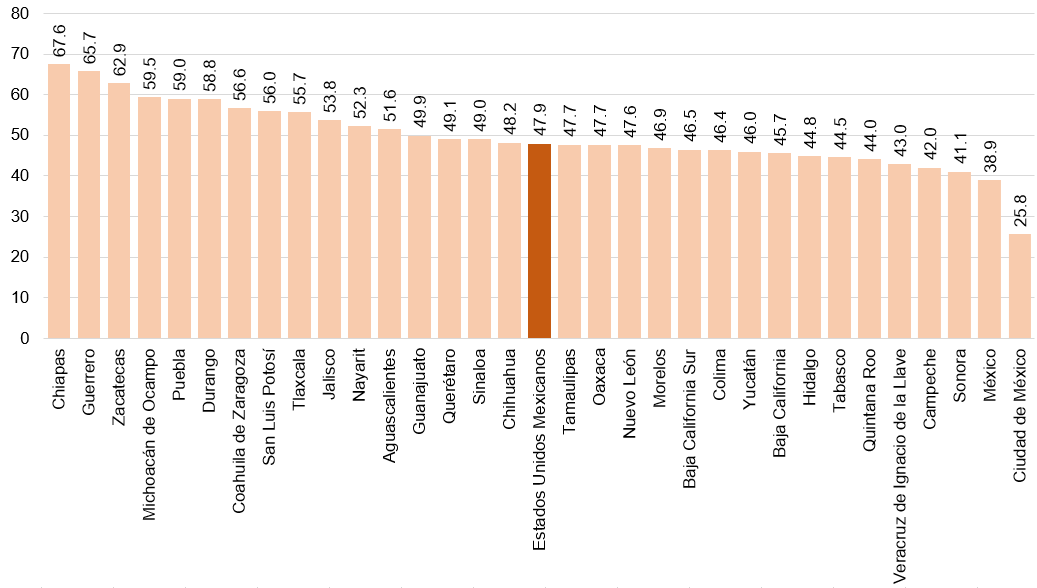 80
70
60
50
40
30
20
10
0
67.6
65.7
62.9
59.5
59.0
58.8
56.6
56.0
55.7
53.8
52.3
51.6
49.9
49.1
49.0
48.2
47.9
47.7
47.7
47.6
46.9
46.5
46.4
46.0
45.7
44.8
44.5
44.0
43.0
42.0
41.1
38.9
25.8
Chiapas
Guerrero
Zacatecas
Michoacán de Ocampo
Puebla
Durango
Coahuila de Zaragoza
San Luis Potosí
Tlaxcala
Jalisco
Nayarit
Aguascalientes
Guanajuato
Querétaro
Sinaloa
Chihuahua
Estados Unidos Mexicanos
Tamaulipas
Oaxaca
Nuevo León
Morelos
Baja California Sur
Colima
Yucatán
Baja California
Hidalgo
Tabasco
Quintana Roo
Veracruz de Ignacio de la Llave
Campeche
Sonora
México
Ciudad de México